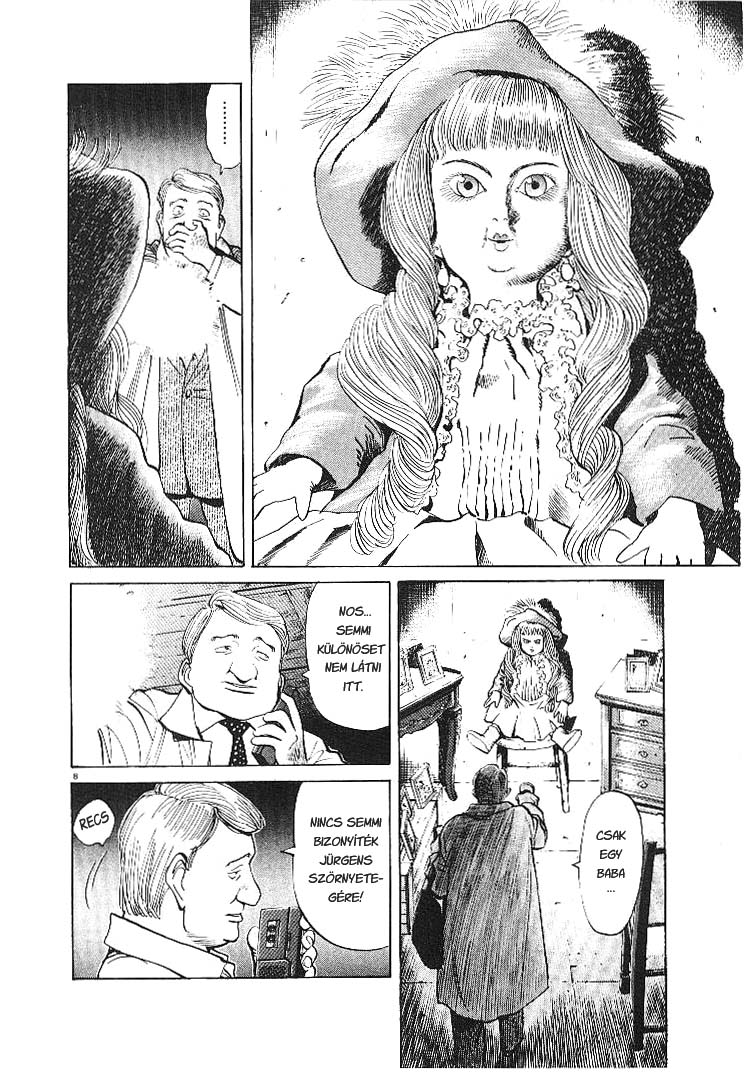 ........
CSAK
EGY
BABA
...
NOS...
SEMMI
KÜLÖNÖSET
NEM LÁTNI
ITT.
8
RECS
NINCS SEMMI
BIZONYÍTÉK
JÜRGENS
SZÖRNYETE-
GÉRE!